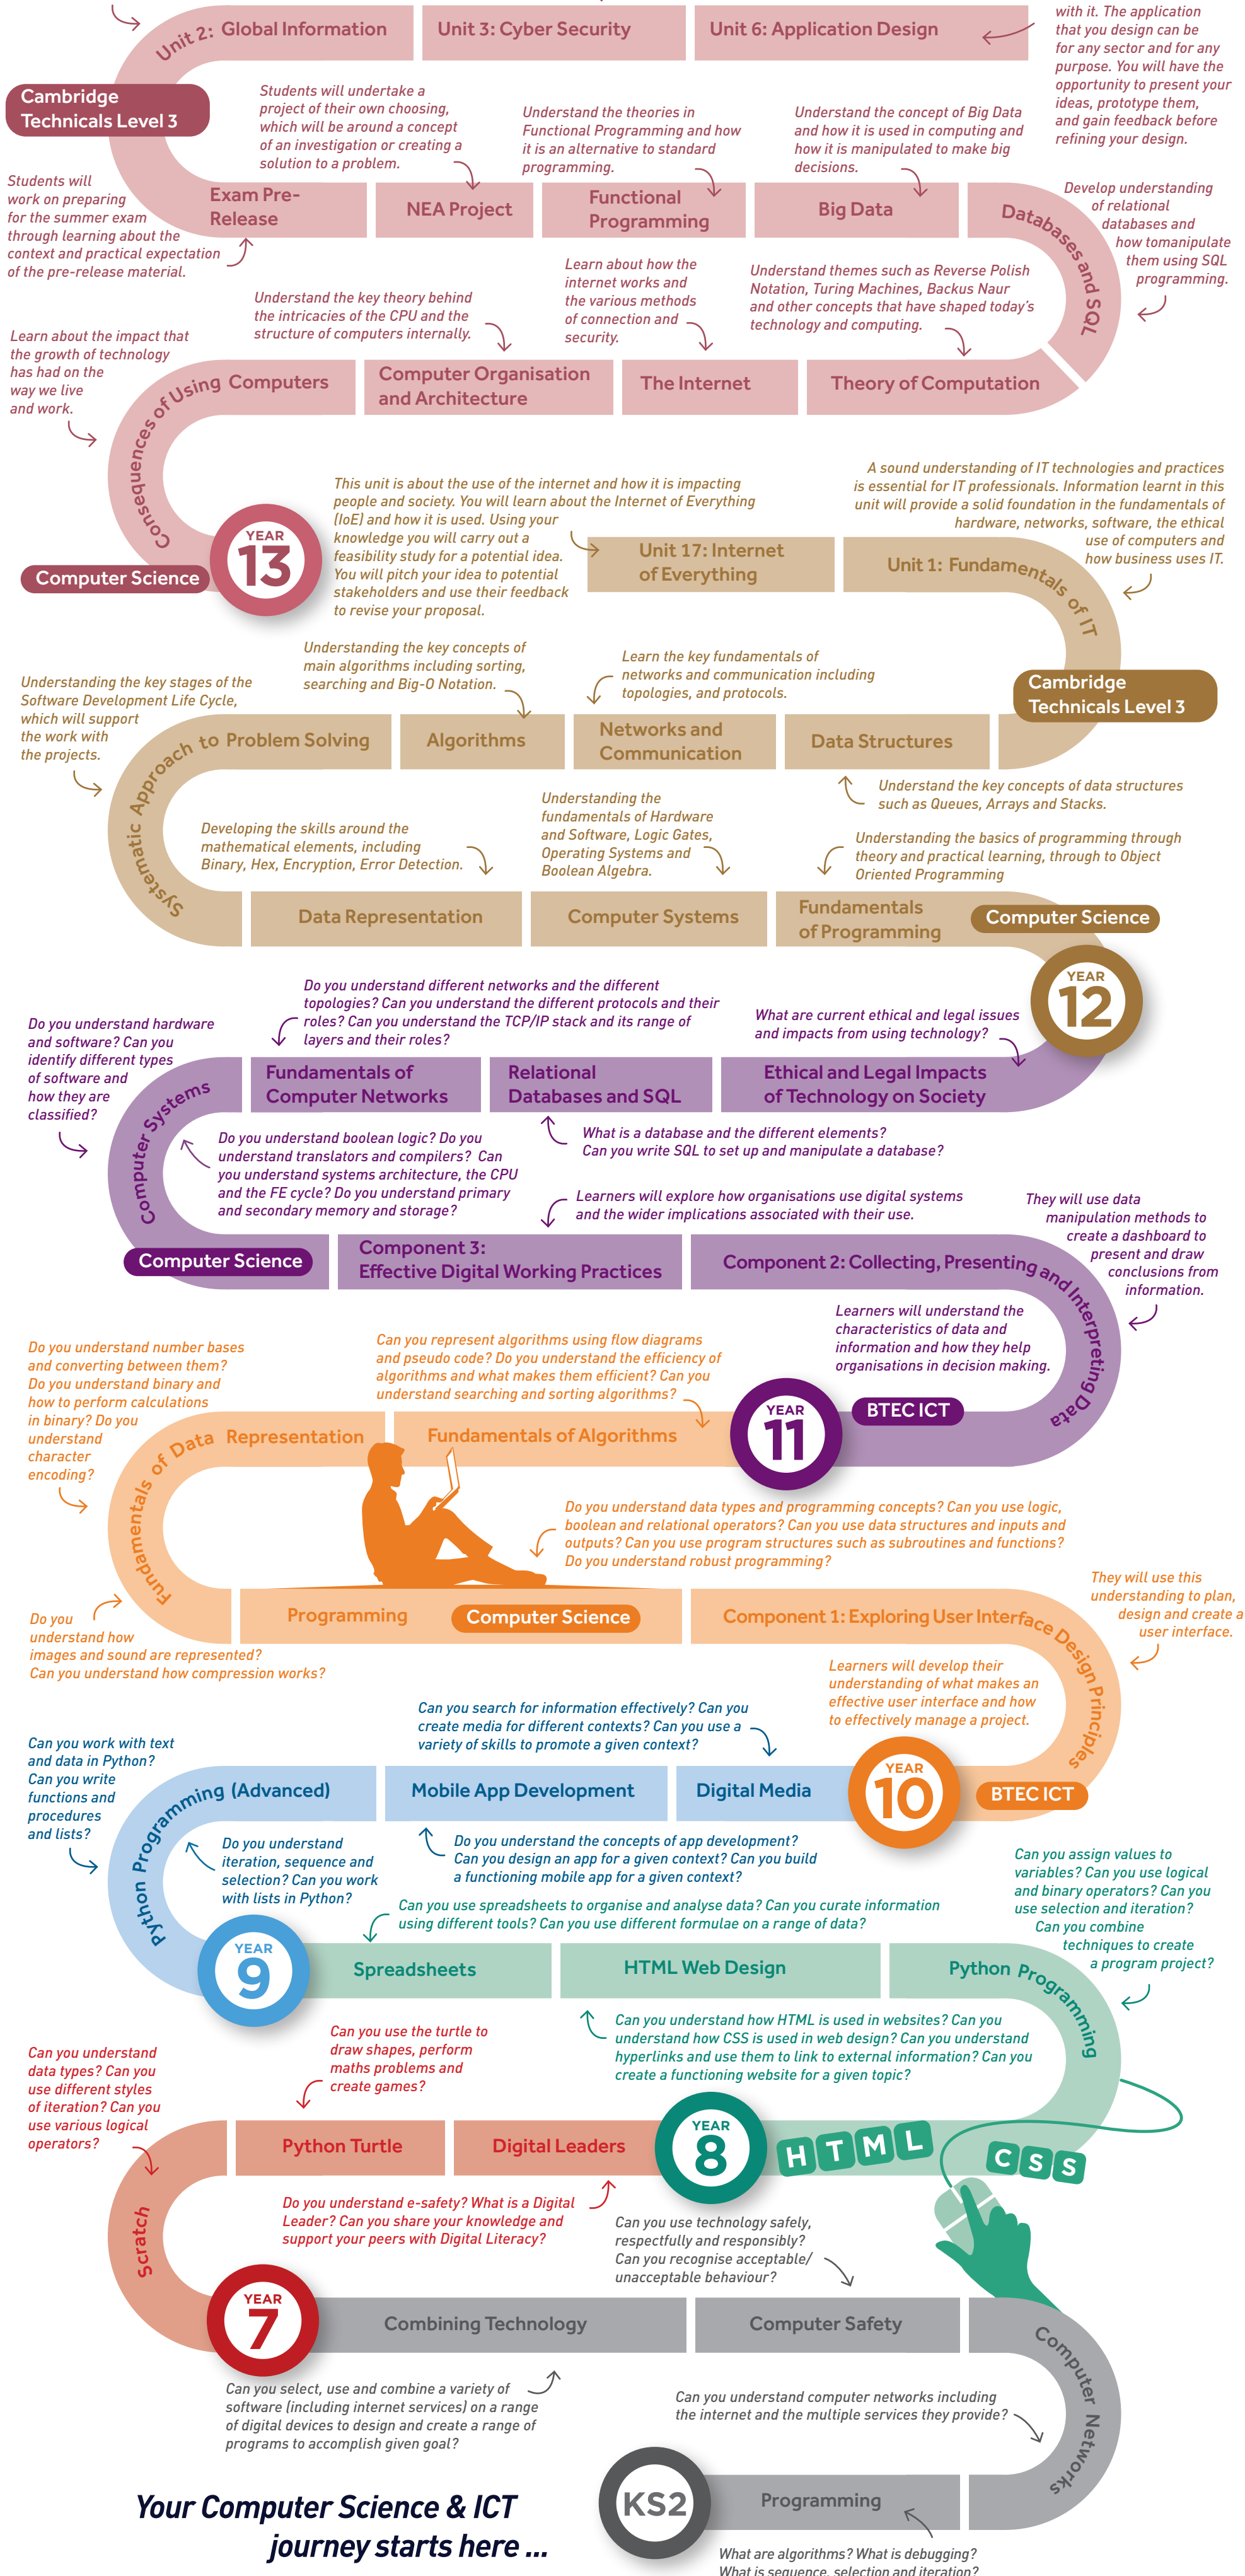 with it. The application
that you design can be
for any sector and for any
purpose. You will have the
opportunity to present your
ideas, prototype them,
and gain feedback before
refining your design.
Unit 2: Global Information
Unit 3: Cyber Security
Unit 6: Application Design
Cambridge
Technicals Level 3
Students will undertake a
project of their own choosing,
which will be around a concept
of an investigation or creating a
solution to a problem.
Understand the theories in
Functional Programming and how
it is an alternative to standard
programming.
Understand the concept of Big Data
and how it is used in computing and
how it is manipulated to make big
decisions.
Students will
work on preparing
for the summer exam
through learning about the
context and practical expectation
of the pre-release material.
Exam Pre-
Release
NEA Project
Functional
Programming
Big Data
Databases and SQL
Develop understanding
of relational
databases and
how tomanipulate
them using SQL
programming.
Understand the key theory behind
the intricacies of the CPU and the
structure of computers internally.
Learn about how the
internet works and
the various methods
of connection and
security.
Understand themes such as Reverse Polish
Notation, Turing Machines, Backus Naur
and other concepts that have shaped today's
technology and computing.
Learn about the impact that
the growth of technology
has had on the
way we live
and work.
Consequences of Using Computers
Computer Organisation
and Architecture
The Internet
Theory of Computation
YEAR
13
Computer Science
This unit is about the use of the internet and how it is impacting
people and society. You will learn about the Internet of Everything
(IoE) and how it is used. Using your
knowledge you will carry out a
feasibility study for a potential idea.
You will pitch your idea to potential
stakeholders and use their feedback
to revise your proposal.
A sound understanding of IT technologies and practices
is essential for IT professionals. Information learnt in this
unit will provide a solid foundation in the fundamentals of
hardware, networks, software, the ethical
use of computers and
how business uses IT.
Unit 17: Internet
of Everything
Unit 1: Fundamentals of IT
Cambridge
Technicals Level 3
Understanding the key concepts of
main algorithms including sorting,
searching and Big-O Notation.
Learn the key fundamentals of
networks and communication including
topologies, and protocols.
Understanding the key stages of the
Software Development Life Cycle,
which will support
the work with
the projects.
Systematic Approach to Problem Solving
Algorithms
Networks and
Communication
Data Structures
Understand the key concepts of data structures
such as Queues, Arrays and Stacks.
Developing the skills around the
mathematical elements, including
Binary, Hex, Encryption, Error Detection.
Understanding the
fundamentals of Hardware
and Software, Logic Gates,
Operating Systems and
Boolean Algebra.
Understanding the basics of programming through
theory and practical learning, through to Object
Oriented Programming
Data Representation
Computer Systems
Fundamentals
of Programming
Computer Science
YEAR
12
Do you understand different networks and the different
topologies? Can you understand the different protocols and their
roles? Can you understand the TCP/IP stack and its range of
layers and their roles?
What are current ethical and legal issues
and impacts from using technology?
Do you understand hardware
and software? Can you
identify different types
of software and
how they are
classified?
Computer Systems
Fundamentals of
Computer Networks
Relational
Databases and SQL
Ethical and Legal Impacts
of Technology on Society
Do you understand boolean logic? Do you
understand translators and compilers? Can
you understand systems architecture, the CPU
and the FE cycle? Do you understand primary
and secondary memory and storage?
What is a database and the different elements?
Can you write SQL to set up and manipulate a database?
Learners will explore how organisations use digital systems
and the wider implications associated with their use.
They will use data
manipulation methods to
create a dashboard to
present and draw
conclusions from
information.
Computer Science
Component 3:
Effective Digital Working Practices
Component 2: Collecting, Presenting and Interpreting Data
Learners will understand the
characteristics of data and
information and how they help
organisations in decision making.
YEAR
11
BTEC ICT
Do you understand number bases
and converting between them?
Do you understand binary and
how to perform calculations
in binary? Do you
understand
character
encoding?
Can you represent algorithms using flow diagrams
and pseudo code? Do you understand the efficiency of
algorithms and what makes them efficient? Can you
understand searching and sorting algorithms?
Fundamentals of Data Representation
Fundamentals of Algorithms
Do you understand data types and programming concepts? Can you use logic,
boolean and relational operators? Can you use data structures and inputs and
outputs? Can you use program structures such as subroutines and functions?
Do you understand robust programming?
Do you
understand how
images and sound are represented?
Can you understand how compression works?
Programming
Computer Science
Component 1: Exploring User Interface Design Principles
They will use this
understanding to plan,
design and create a
user interface.
Learners will develop their
understanding of what makes an
effective user interface and how
to effectively manage a project.
YEAR
10
BTEC ICT
Can you search for information effectively? Can you
create media for different contexts? Can you use a
variety of skills to promote a given context?
Can you work with text
and data in Python?
Can you write
functions and
procedures
and lists?
Python Programming (Advanced)
Mobile App Development
Digital Media
Do you understand
iteration, sequence and
selection? Can you work
with lists in Python?
Do you understand the concepts of app development?
Can you design an app for a given context? Can you build
a functioning mobile app for a given context?
Can you assign values to
variables? Can you use logical
and binary operators? Can you
use selection and iteration?
Can you combine
techniques to create
a program project?
Can you use spreadsheets to organise and analyse data? Can you curate information
using different tools? Can you use different formulae on a range of data?
YEAR
9
Spreadsheets
HTML Web Design
Python Programming
Can you understand how HTML is used in websites? Can you
understand how CSS is used in web design? Can you understand
hyperlinks and use them to link to external information? Can you
create a functioning website for a given topic?
Can you use the turtle to
draw shapes, perform
maths problems and
create games?
Can you understand
data types? Can you
use different styles
of iteration? Can you
use various logical
operators?
Scratch
Python Turtle
Digital Leaders
YEAR
8
HTML
CSS
Do you understand e-safety? What is a Digital
Leader? Can you share your knowledge and
support your peers with Digital Literacy?
Can you use technology safely,
respectfully and responsibly?
Can you recognise acceptable/
unacceptable behaviour?
YEAR
7
Combining Technology
Computer Safety
Computer Networks
Can you select, use and combine a variety of
software (including internet services) on a range
of digital devices to design and create a range of
programs to accomplish given goal?
Can you understand computer networks including
the internet and the multiple services they provide?
KS2
Programming
Your Computer Science & ICT
journey starts here ...
What are algorithms? What is debugging?
What is sequence, selection and iteration?